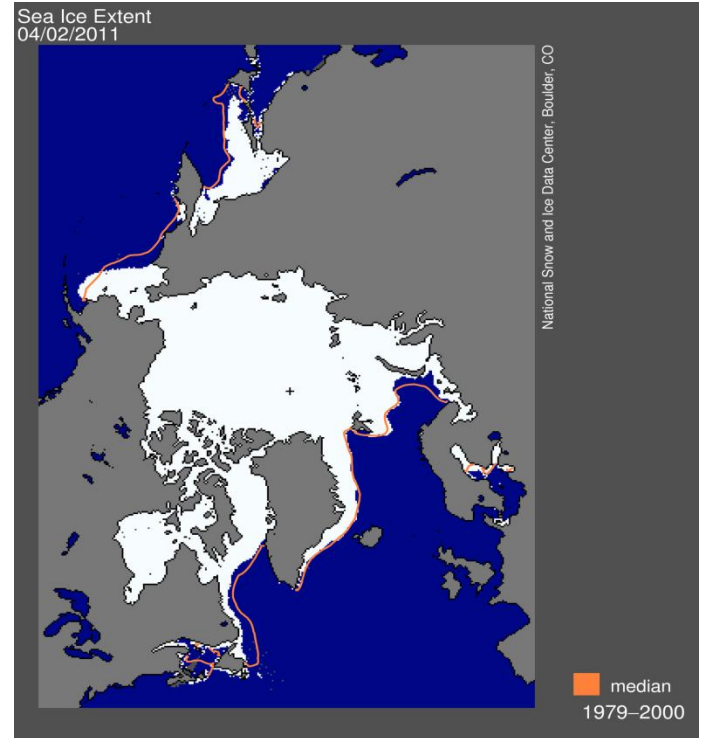 Sea Ice Extent
04/02/2011
National Snow and Ice Data Center, Boulder, CO
median
1979–2000